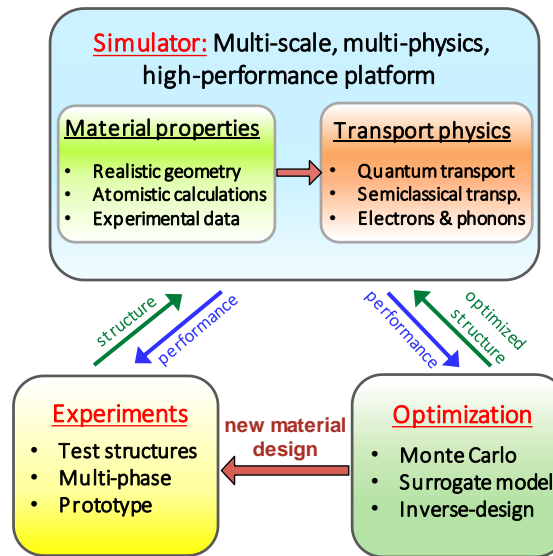 Simulator: Multi-scale, multi-physics,
high-performance platform
Material properties
• Realistic geometry
• Atomistic calculations
• Experimental data
Transport physics
• Quantum transport
• Semiclassical transp.
• Electrons & phonons
structure
performance
performance
optimized
structure
Experiments
• Test structures
• Multi-phase
• Prototype
new material
design
Optimization
• Monte Carlo
• Surrogate model
• Inverse-design